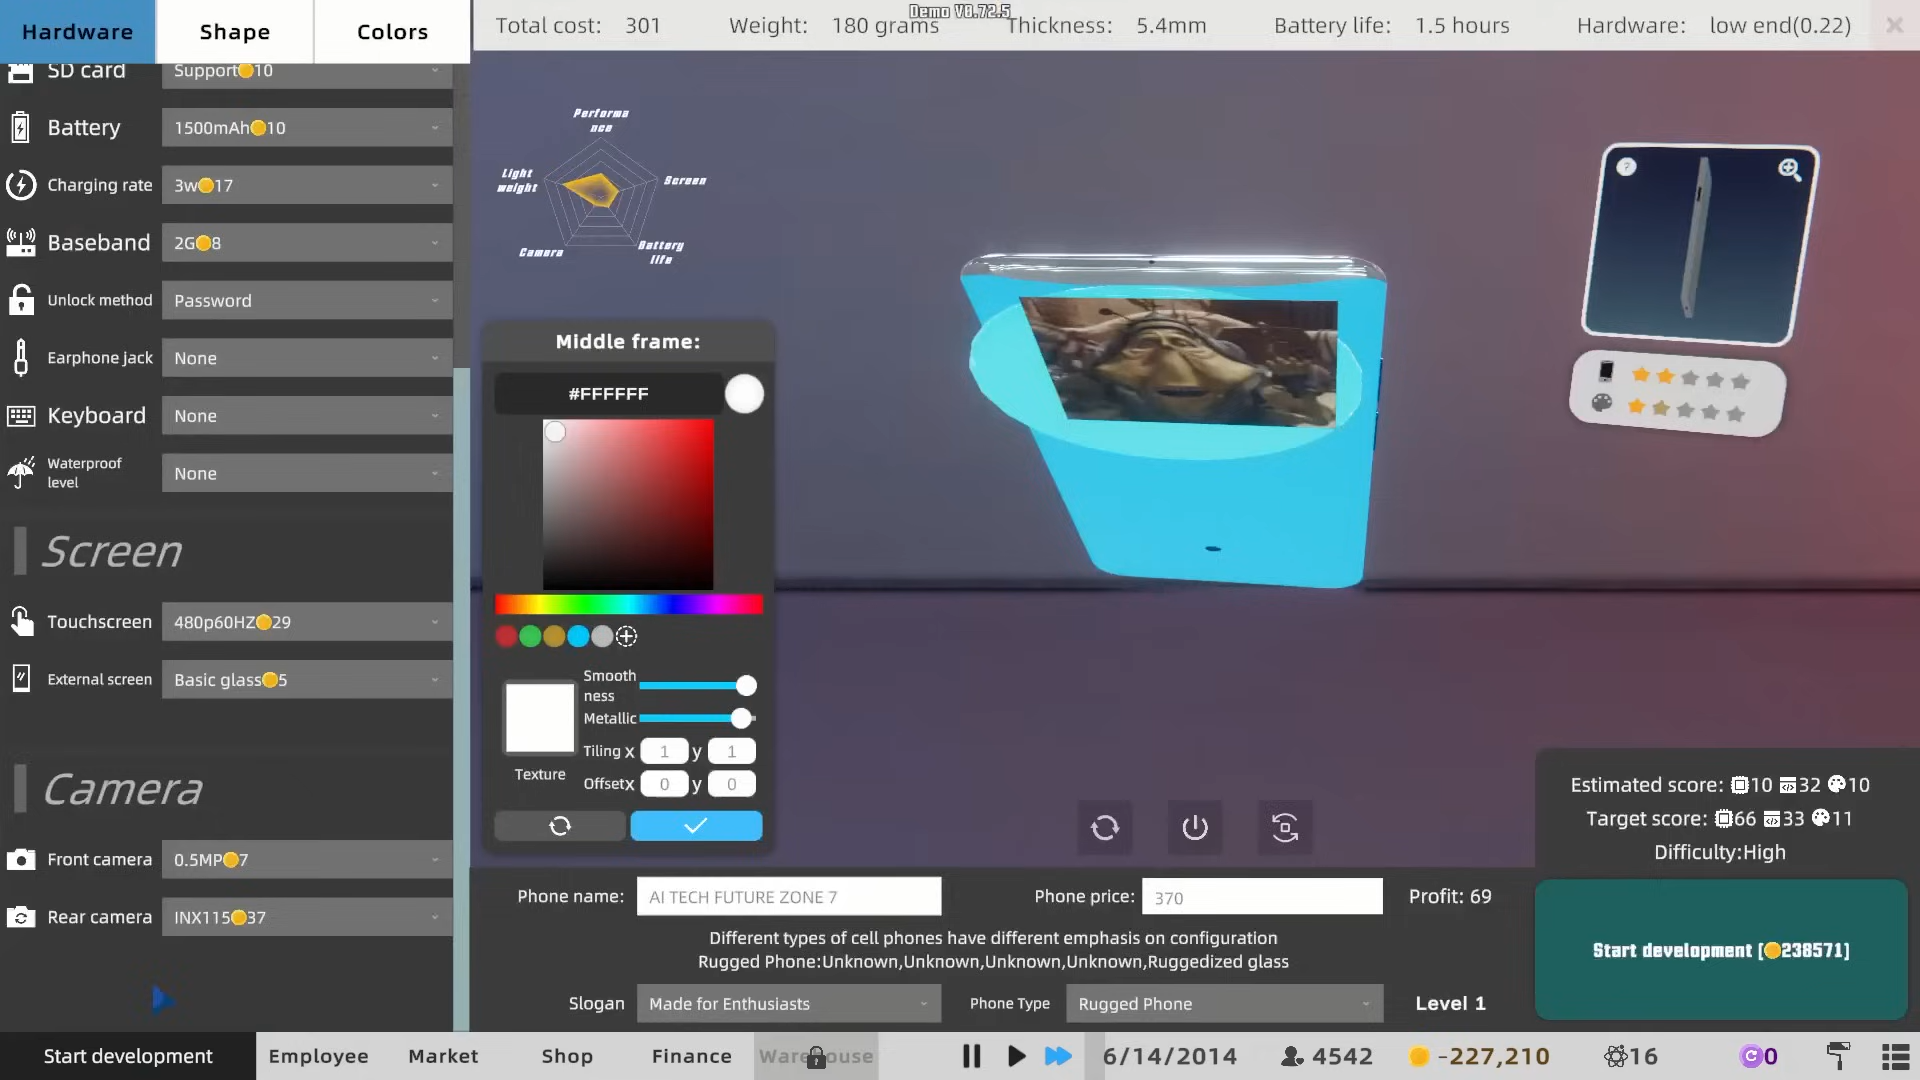 Demo V0.72.5
Hardware Shape Colors
Total cost: 301 Weight: 180 grams Thickness: 5.4mm Battery life: 1.5 hours Hardware: low end(0.22)
SD card Support 10
Battery 1500mAh 10
Charging rate 3w 17
Baseband 2G 8
Unlock method Password
Earphone jack None
Keyboard None
Waterproof
level
None
Screen
Touchscreen 480p60HZ 29
External screen Basic glass 5
Camera
Front camera 0.5MP 7
Rear camera INX115 37
Performa
nce
Light
weight
Screen
Camera
Battery
life
Middle frame:
#FFFFFF
Smooth
ness
Metallic
Tiling x 1 y 1
Texture
Offsetx 0 y 0
?
Estimated score: 10 32 10
Target score: 66 33 11
Difficulty:High
Start development [238571]
Phone name: AI TECH FUTURE ZONE 7 Phone price: 370 Profit: 69
Different types of cell phones have different emphasis on configuration
Rugged Phone:Unknown,Unknown,Unknown,Unknown,Ruggedized glass
Slogan Made for Enthusiasts Phone Type Rugged Phone Level 1
Start development Employee Market Shop Finance Warehouse 6/14/2014 4542 -227,210 16 0